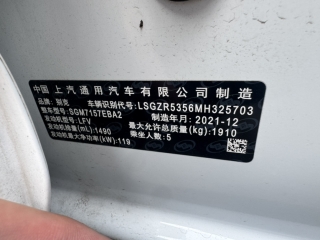 中国 上汽通用汽车有限公司制造
品牌：别克 车辆识别代号：LSGZR5356MH325703
整车型号：SGM7157EBA2 制造年月：2021-12
发动机型号：LFV 最大允许总质量(kg)：1910
发动机排量(mL)：1490 乘坐人数：5
发动机最大净功率(kW)：119